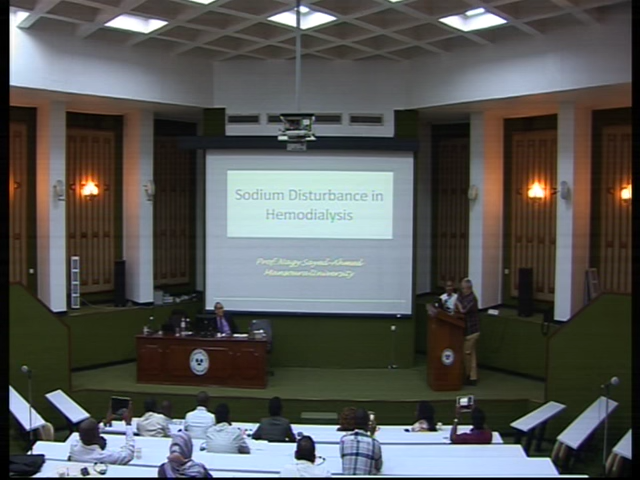 Sodium Disturbance in
Hemodialysis
Prof. Nagy Sayed-Ahmed
Mansoura University